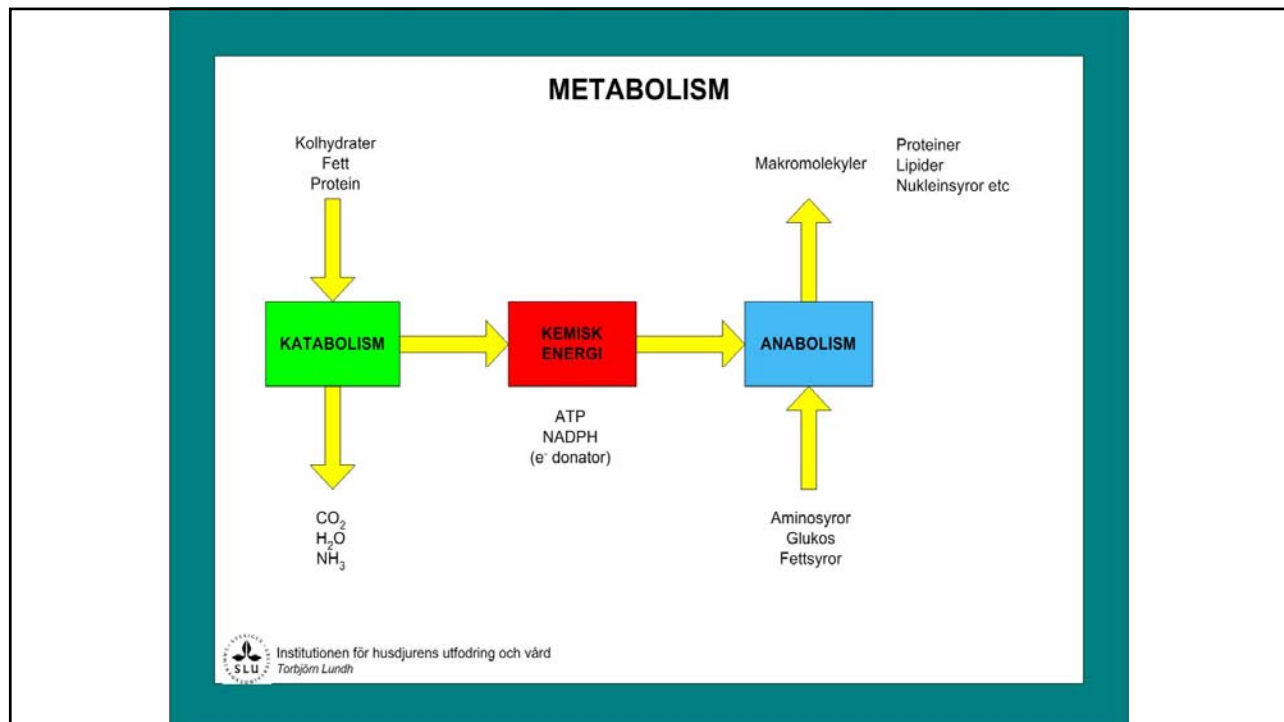 METABOLISM
Kolhydrater
Fett
Protein
Makromolekyler
Proteiner
Lipider
Nukleinsyror etc
KATABOLISM
KEMISK
ENERGI
ANABOLISM
ATP
NADPH
(e⁻ donator)
CO₂
H₂O
NH₃
Aminosyror
Glukos
Fettsyror
SLU
Institutionen för husdjurens utfodring och vård
Torbjörn Lundh